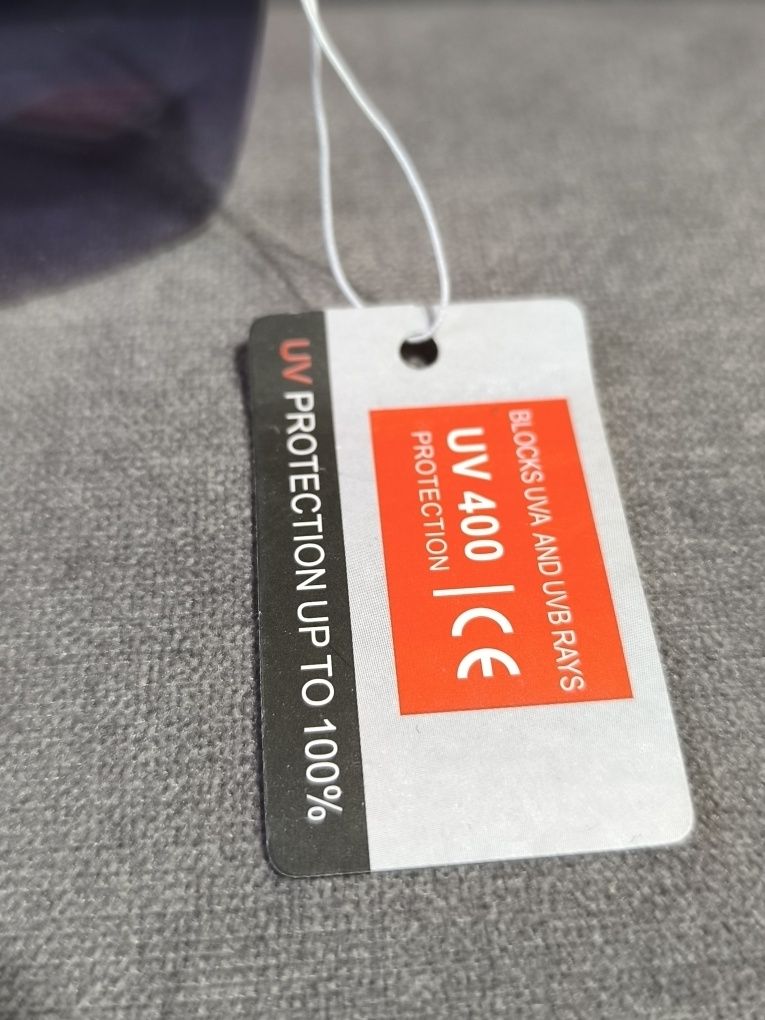 BLOCKS UVA AND UVB RAYS
UV 400 | CE
PROTECTION
UV PROTECTION UP TO 100%